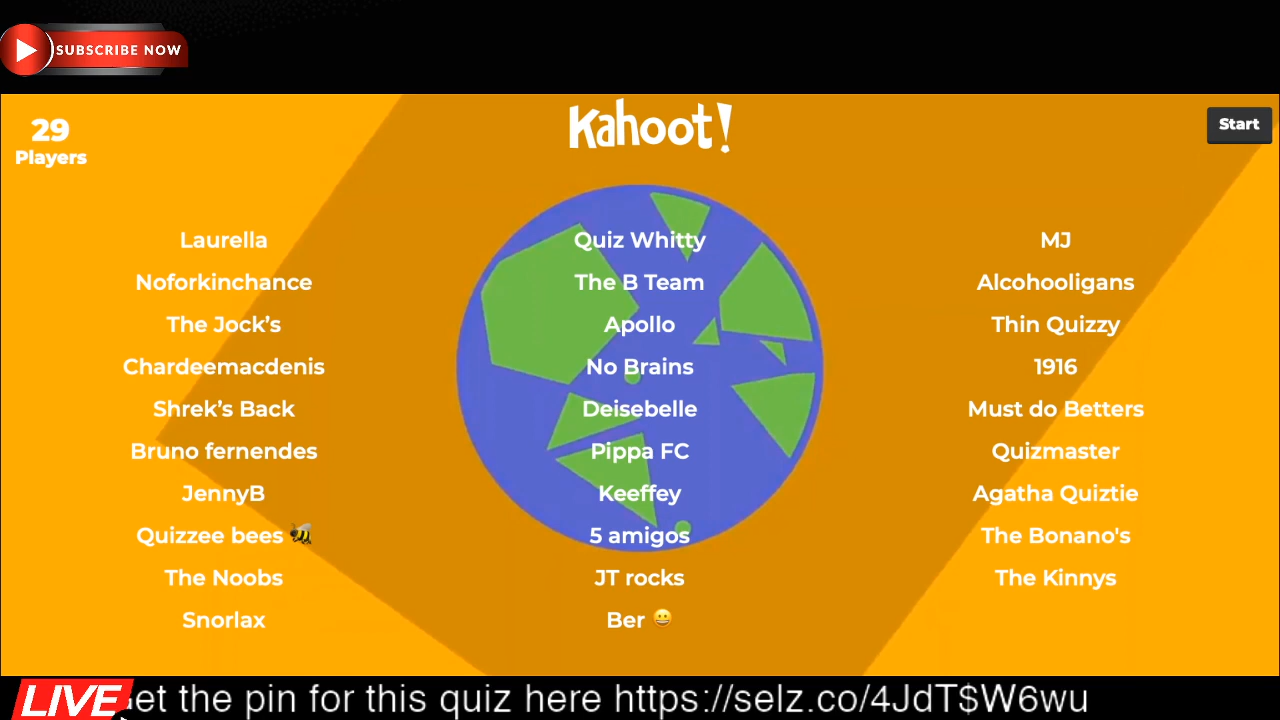 SUBSCRIBE NOW
29
Players
Kahoot!
Start
Laurella
Quiz Whitty
MJ
Noforkinchance
The B Team
Alcohooligans
The Jock’s
Apollo
Thin Quizzy
Chardeemacdenis
No Brains
1916
Shrek’s Back
Deisebelle
Must do Betters
Bruno fernendes
Pippa FC
Quizmaster
JennyB
Keeffey
Agatha Quiztie
Quizzee bees 🐝
5 amigos
The Bonano's
The Noobs
JT rocks
The Kinnys
Snorlax
Ber 😀
LIVE
et the pin for this quiz here https://selz.co/4JdT$W6wu